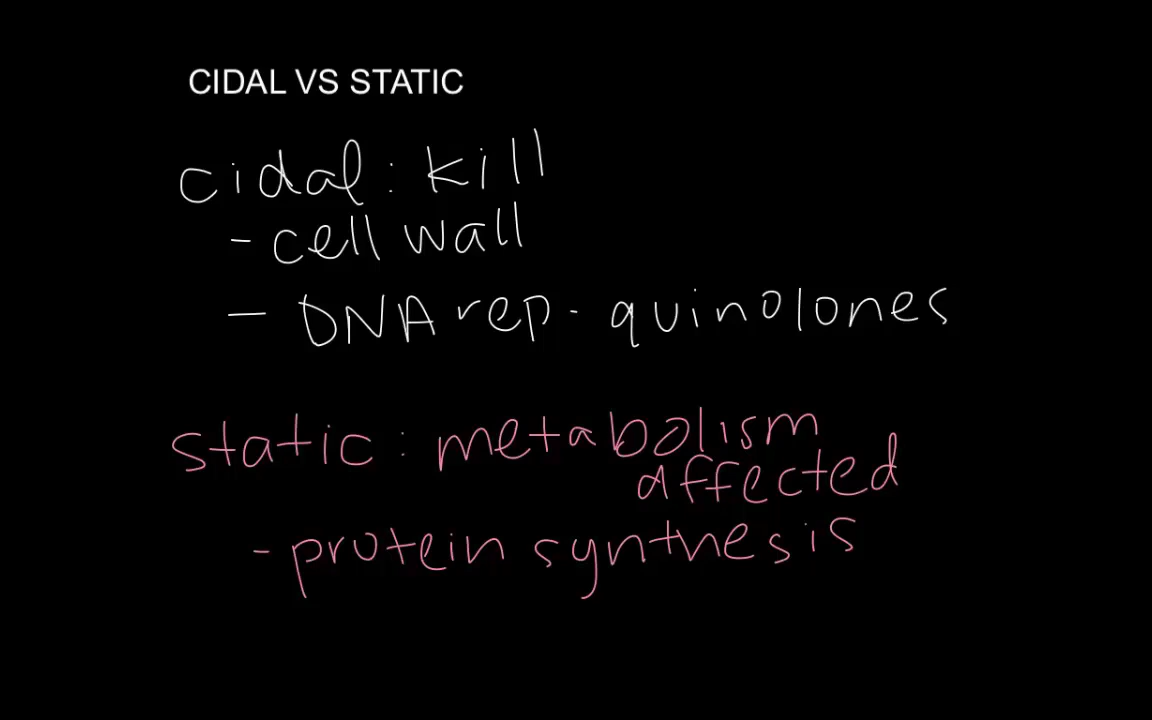 CIDAL VS STATIC
cidal: kill
- cell wall
- DNA rep. quinolones
static: metabolism
affected
- protein synthesis